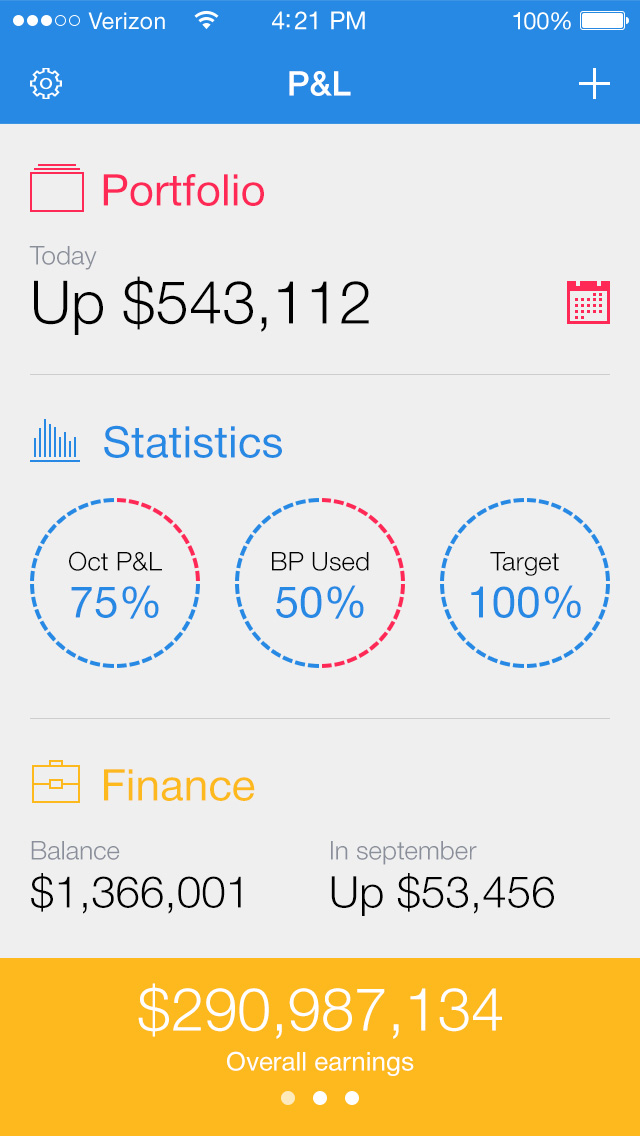 Verizon 4:21 PM 100%
P&L
Portfolio
Today
Up $543,112
Statistics
Oct P&L BP Used Target
75% 50% 100%
Finance
Balance In september
$1,366,001 Up $53,456
$290,987,134
Overall earnings